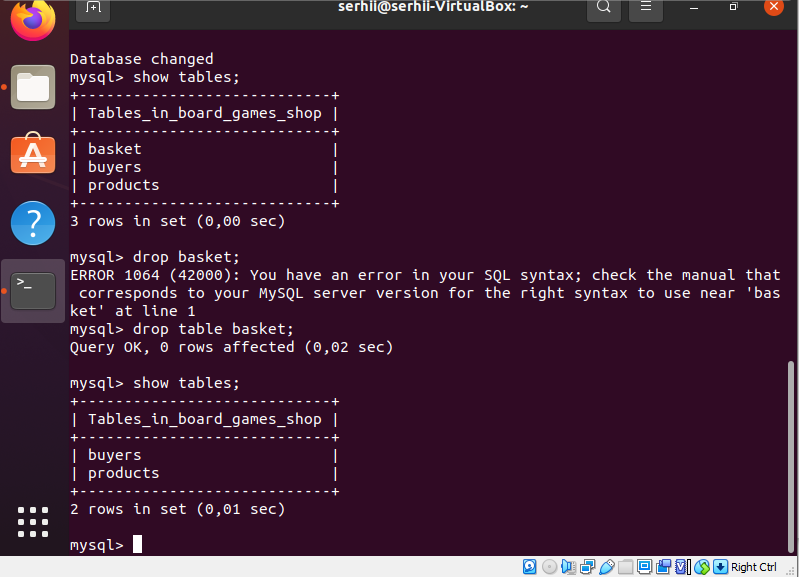 serhii@serhii-VirtualBox: ~
Database changed
mysql> show tables;
+----------------------------+
| Tables_in_board_games_shop |
+----------------------------+
| basket                     |
| buyers                     |
| products                   |
+----------------------------+
3 rows in set (0,00 sec)
mysql> drop basket;
ERROR 1064 (42000): You have an error in your SQL syntax; check the manual that
 corresponds to your MySQL server version for the right syntax to use near 'bas
ket' at line 1
mysql> drop table basket;
Query OK, 0 rows affected (0,02 sec)
mysql> show tables;
+----------------------------+
| Tables_in_board_games_shop |
+----------------------------+
| buyers                     |
| products                   |
+----------------------------+
2 rows in set (0,01 sec)
mysql>
Right Ctrl